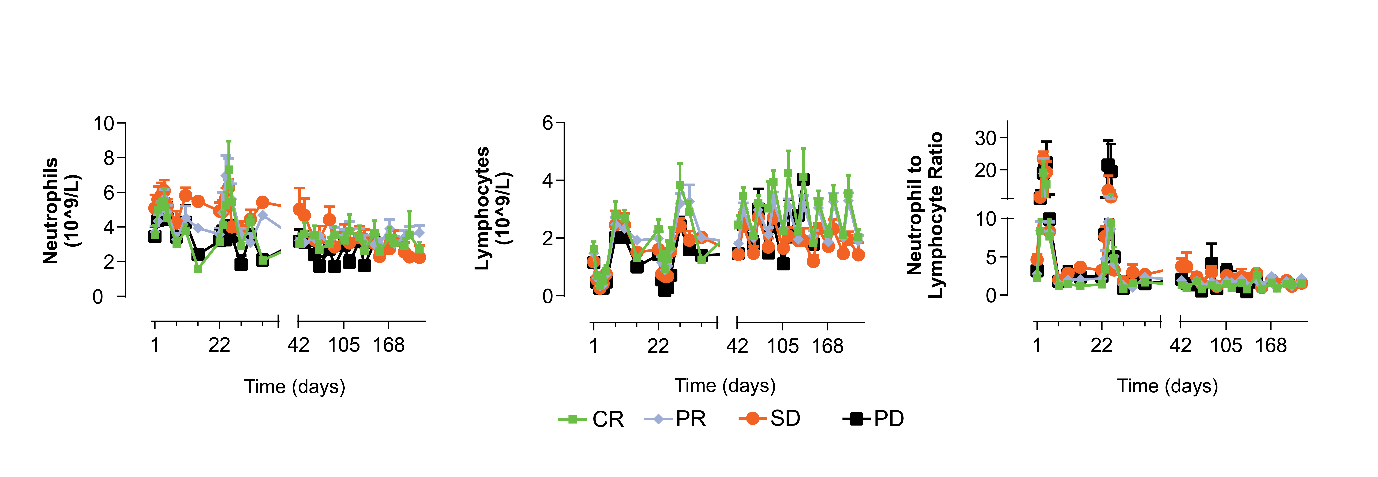 Neutrophils
(10^9/L)
10
8
6
4
2
0
1
22
42
105
168
Time (days)
Lymphocytes
(10^9/L)
6
4
2
0
1
22
42
105
168
Time (days)
Neutrophil to
Lymphocyte Ratio
30
20
10
5
0
1
22
42
105
168
Time (days)
CR
PR
SD
PD